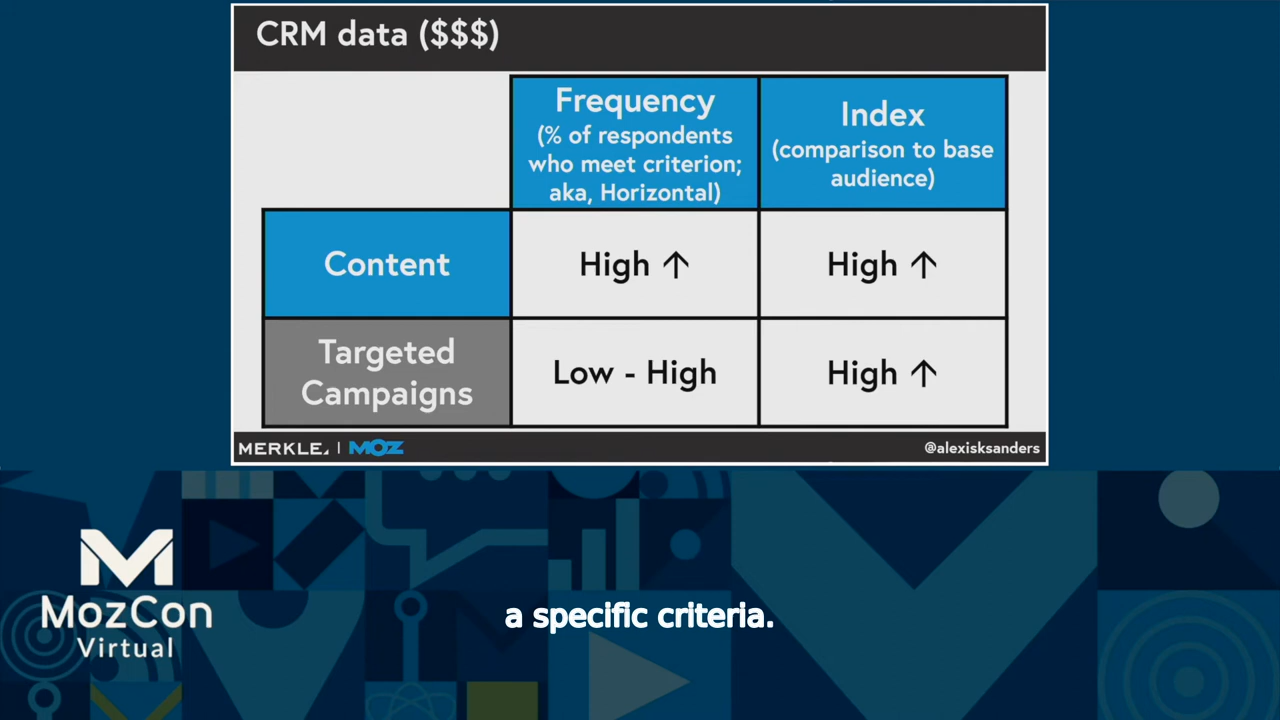 CRM data ($$$)
Frequency
(% of respondents
who meet criterion;
aka, Horizontal)
Index
(comparison to base
audience)
Content
High ↑
High ↑
Targeted
Campaigns
Low - High
High ↑
MERKLE | MOZ
@alexisksanders
MozCon
Virtual
a specific criteria.